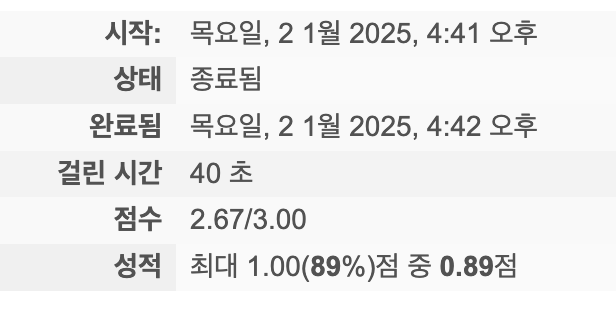 시작: 목요일, 2 1월 2025, 4:41 오후
상태 종료됨
완료됨 목요일, 2 1월 2025, 4:42 오후
걸린 시간 40 초
점수 2.67/3.00
성적 최대 1.00(89%)점 중 0.89점